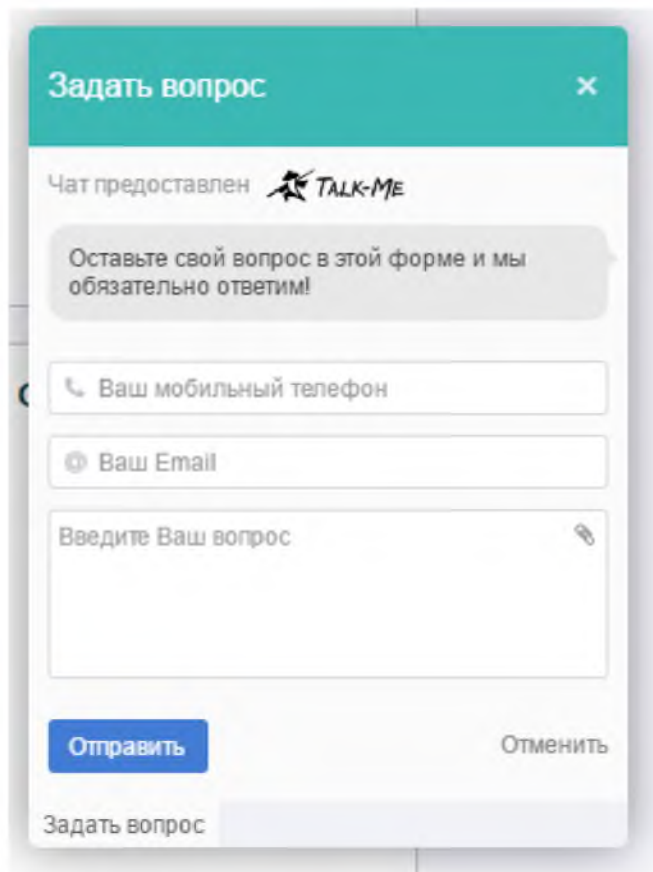 Задать вопрос ×
Чат предоставлен TALK-ME
Оставьте свой вопрос в этой форме и мы
обязательно ответим!
Ваш мобильный телефон
@ Ваш Email
Введите Ваш вопрос
Отправить Отменить
Задать вопрос